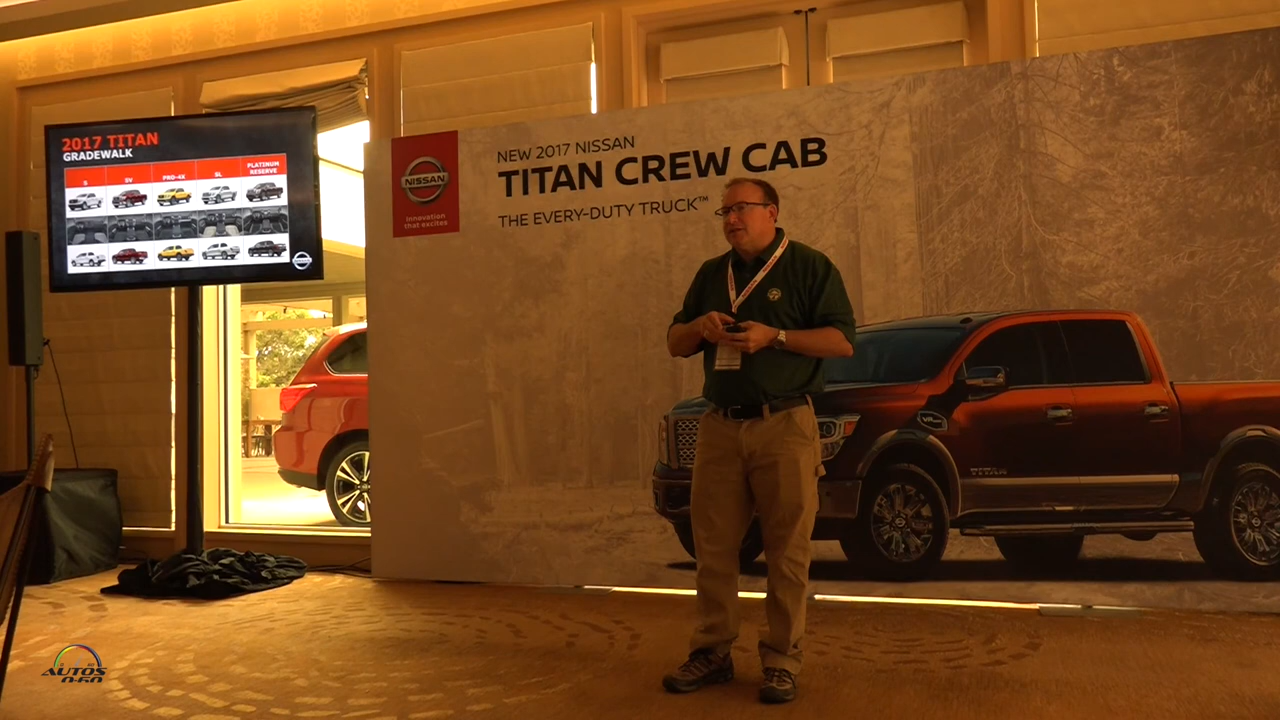 2017 TITAN
GRADEWALK
S SV PRO-4X SL PLATINUM RESERVE
NISSAN
Innovation
that excites
NEW 2017 NISSAN
TITAN CREW CAB
THE EVERY-DUTY TRUCK™
TITAN
AUTOS
0-60